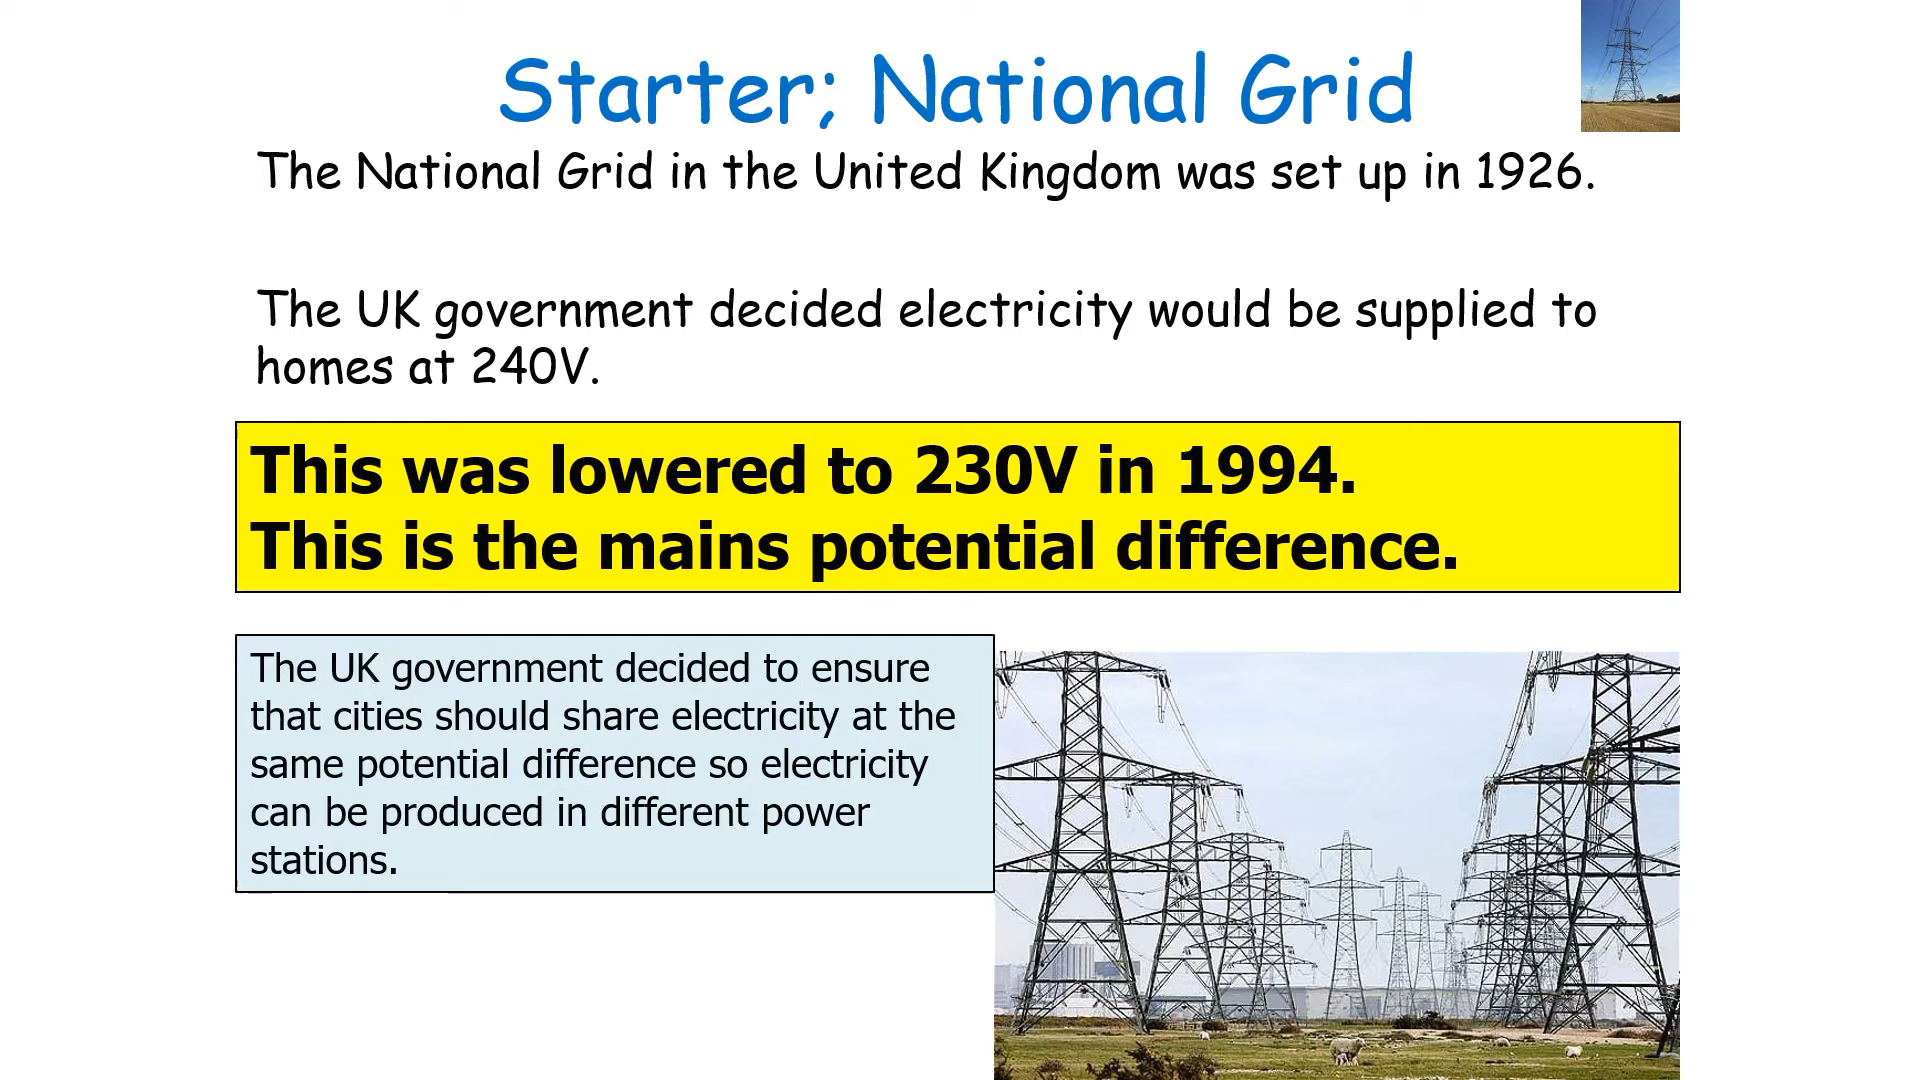 Starter; National Grid
The National Grid in the United Kingdom was set up in 1926.
The UK government decided electricity would be supplied to
homes at 240V.
This was lowered to 230V in 1994.
This is the mains potential difference.
The UK government decided to ensure
that cities should share electricity at the
same potential difference so electricity
can be produced in different power
stations.